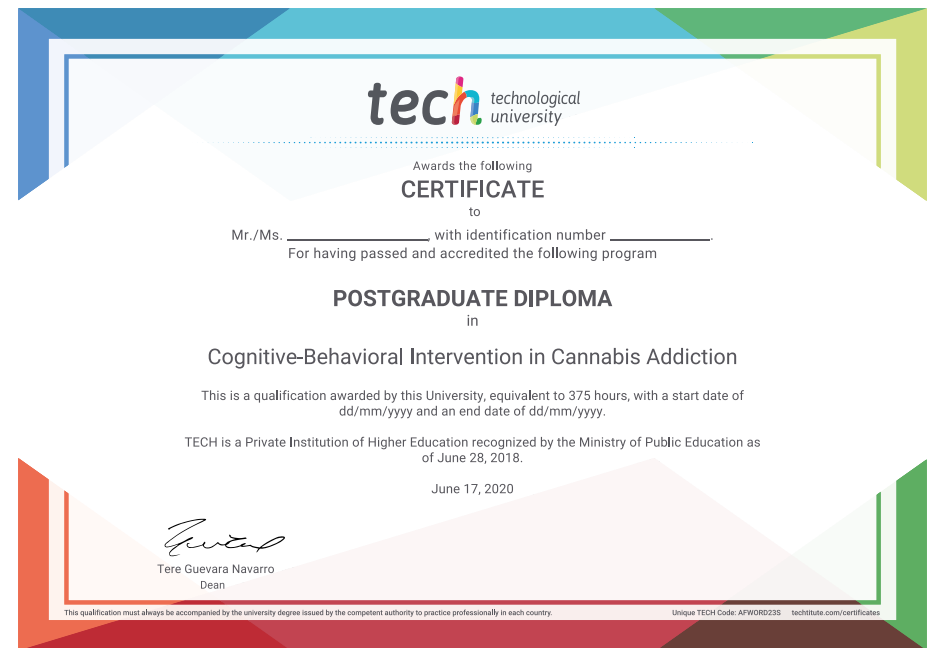 tech technological
university
Awards the following
CERTIFICATE
to
Mr./Ms. ____________, with identification number ____________.
For having passed and accredited the following program
POSTGRADUATE DIPLOMA
in
Cognitive-Behavioral Intervention in Cannabis Addiction
This is a qualification awarded by this University, equivalent to 375 hours, with a start date of
dd/mm/yyyy and an end date of dd/mm/yyyy.
TECH is a Private Institution of Higher Education recognized by the Ministry of Public Education as
of June 28, 2018.
June 17, 2020
Tere Guevara Navarro
Dean
This qualification must always be accompanied by the university degree issued by the competent authority to practice professionally in each country.
Unique TECH Code: AFWORD23S techtitute.com/certificates